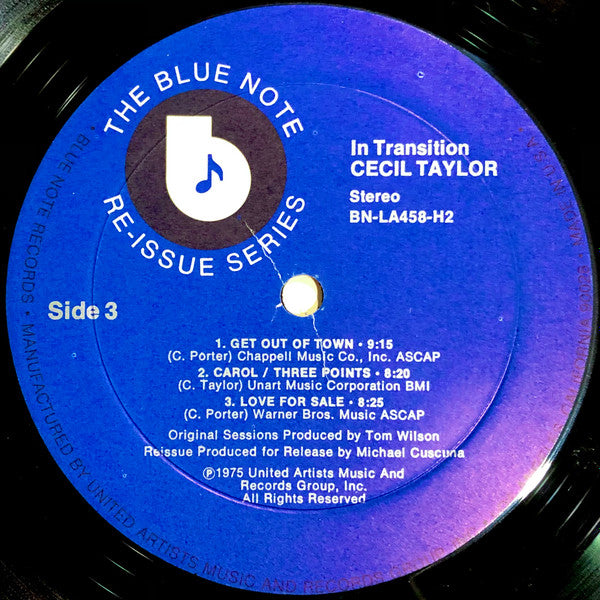 THE BLUE NOTE
RE-ISSUE SERIES
b
In Transition
CECIL TAYLOR
Stereo
BN-LA458-H2
Side 3
1. GET OUT OF TOWN • 9:15
(C. Porter) Chappell Music Co., Inc. ASCAP
2. CAROL / THREE POINTS • 8:20
(C. Taylor) Unart Music Corporation BMI
3. LOVE FOR SALE • 8:25
(C. Porter) Warner Bros. Music ASCAP
Original Sessions Produced by Tom Wilson
Reissue Produced for Release by Michael Cuscuna
Ⓟ1975 United Artists Music And
Records Group, Inc.
All Rights Reserved
• BLUE NOTE RECORDS • MANUFACTURED BY UNITED ARTISTS MUSIC AND RECORDS
MADE IN U.S.A.